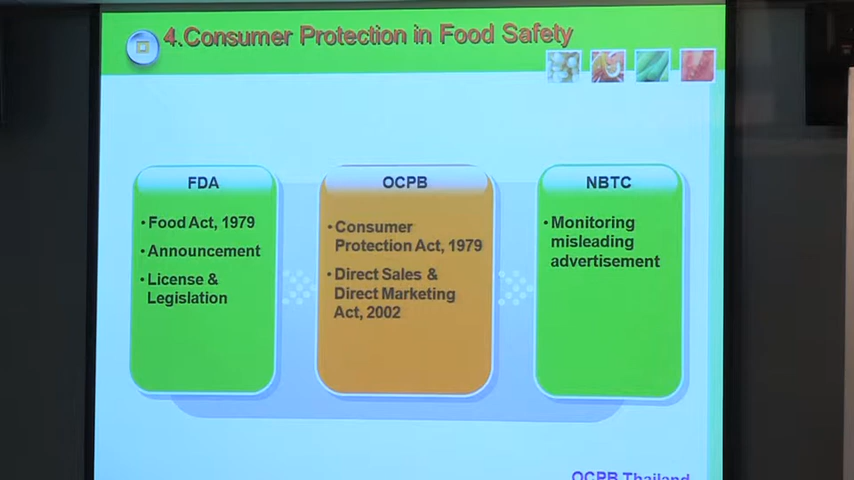 4.Consumer Protection in Food Safety
FDA
•Food Act, 1979
•Announcement
•License &
Legislation
OCPB
•Consumer
Protection Act, 1979
•Direct Sales &
Direct Marketing
Act, 2002
NBTC
•Monitoring
misleading
advertisement
OCPB Thailand